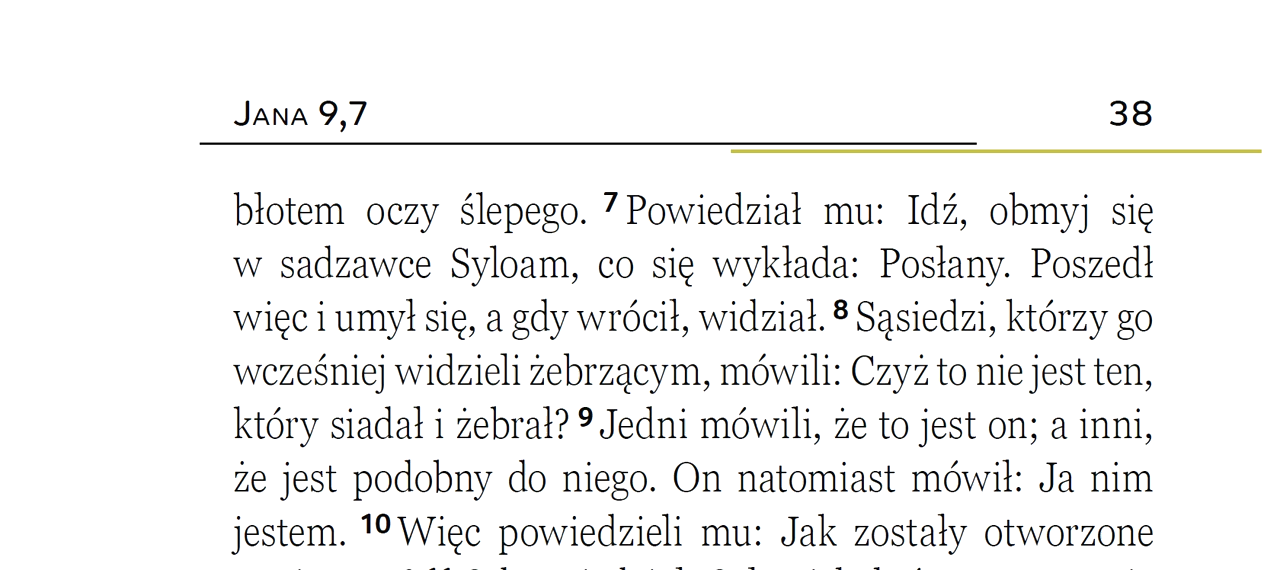 Jana 9,7 38
błotem oczy ślepego. 7 Powiedział mu: Idź, obmyj się
w sadzawce Syloam, co się wykłada: Posłany. Poszedł
więc i umył się, a gdy wrócił, widział. 8 Sąsiedzi, którzy go
wcześniej widzieli żebrzącym, mówili: Czyż to nie jest ten,
który siadał i żebrał? 9 Jedni mówili, że to jest on; a inni,
że jest podobny do niego. On natomiast mówił: Ja nim
jestem. 10 Więc powiedzieli mu: Jak zostały otworzone